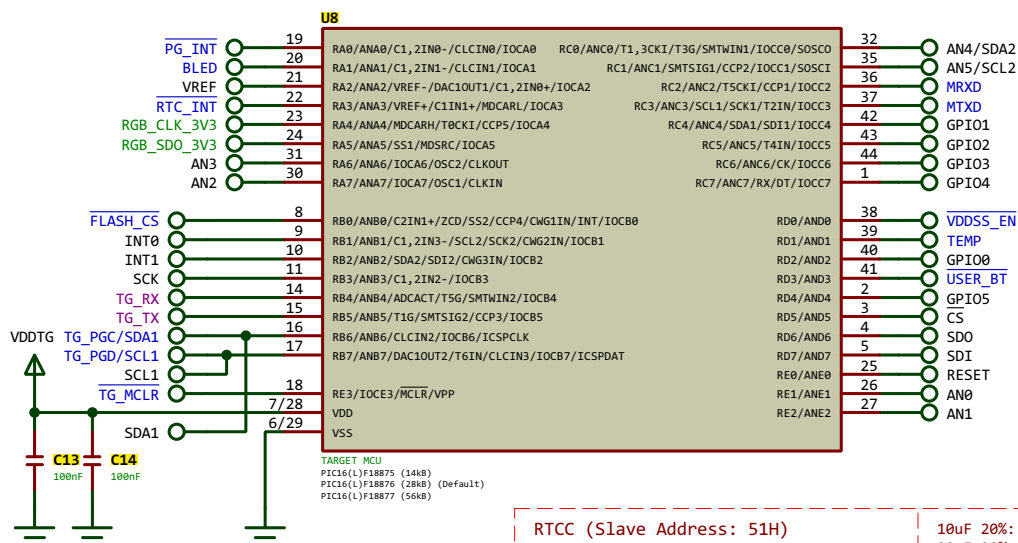 U8
PG_INT 19 RA0/ANA0/C1,2IN0-/CLCIN0/IOCA0 RC0/ANC0/T1,3CKI/T3G/SMTWIN1/IOCC0/SOSCO 32 AN4/SDA2
BLED 20 RA1/ANA1/C1,2IN1-/CLCIN1/IOCA1 RC1/ANC1/SMTSIG1/CCP2/IOCC1/SOSCI 35 AN5/SCL2
VREF 21 RA2/ANA2/VREF-/DAC1OUT1/C1,2IN0+/IOCA2 RC2/ANC2/T5CKI/CCP1/IOCC2 36 MRXD
RTC_INT 22 RA3/ANA3/VREF+/C1IN1+/MDCARL/IOCA3 RC3/ANC3/SCL1/SCK1/T2IN/IOCC3 37 MTXD
RGB_CLK_3V3 23 RA4/ANA4/MDCARH/T0CKI/CCP5/IOCA4 RC4/ANC4/SDA1/SDI1/IOCC4 42 GPIO1
RGB_SDO_3V3 24 RA5/ANA5/SS1/MDSRC/IOCA5 RC5/ANC5/T4IN/IOCC5 43 GPIO2
AN3 31 RA6/ANA6/IOCA6/OSC2/CLKOUT RC6/ANC6/CK/IOCC6 44 GPIO3
AN2 30 RA7/ANA7/IOCA7/OSC1/CLKIN RC7/ANC7/RX/DT/IOCC7 1 GPIO4
FLASH_CS 8 RB0/ANB0/C2IN1+/ZCD/SS2/CCP4/CWG1IN/INT/IOCB0 RD0/AND0 38 VDDSS_EN
INT0 9 RB1/ANB1/C1,2IN3-/SCL2/SCK2/CWG2IN/IOCB1 RD1/AND1 39 TEMP
INT1 10 RB2/ANB2/SDA2/SDI2/CWG3IN/IOCB2 RD2/AND2 40 GPIO0
SCK 11 RB3/ANB3/C1,2IN2-/IOCB3 RD3/AND3 41 USER_BT
TG_RX 14 RB4/ANB4/ADCACT/T5G/SMTWIN2/IOCB4 RD4/AND4 2 GPIO5
TG_TX 15 RB5/ANB5/T1G/SMTSIG2/CCP3/IOCB5 RD5/AND5 3 CS
VDDTG TG_PGC/SDA1 16 RB6/ANB6/CLCIN2/IOCB6/ICSPCLK RD6/AND6 4 SDO
TG_PGD/SCL1 17 RB7/ANB7/DAC1OUT2/T6IN/CLCIN3/IOCB7/ICSPDAT RD7/AND7 5 SDI
SCL1 RE0/ANE0 25 RESET
TG_MCLR 18 RE3/IOCE3/MCLR/VPP RE1/ANE1 26 AN0
7/28 VDD RE2/ANE2 27 AN1
SDA1 6/29 VSS
C13 C14
100nF 100nF
TARGET MCU
PIC16(L)F18875 (14kB)
PIC16(L)F18876 (28kB) (Default)
PIC16(L)F18877 (56kB)
RTCC (Slave Address: 51H) 10uF 20%: